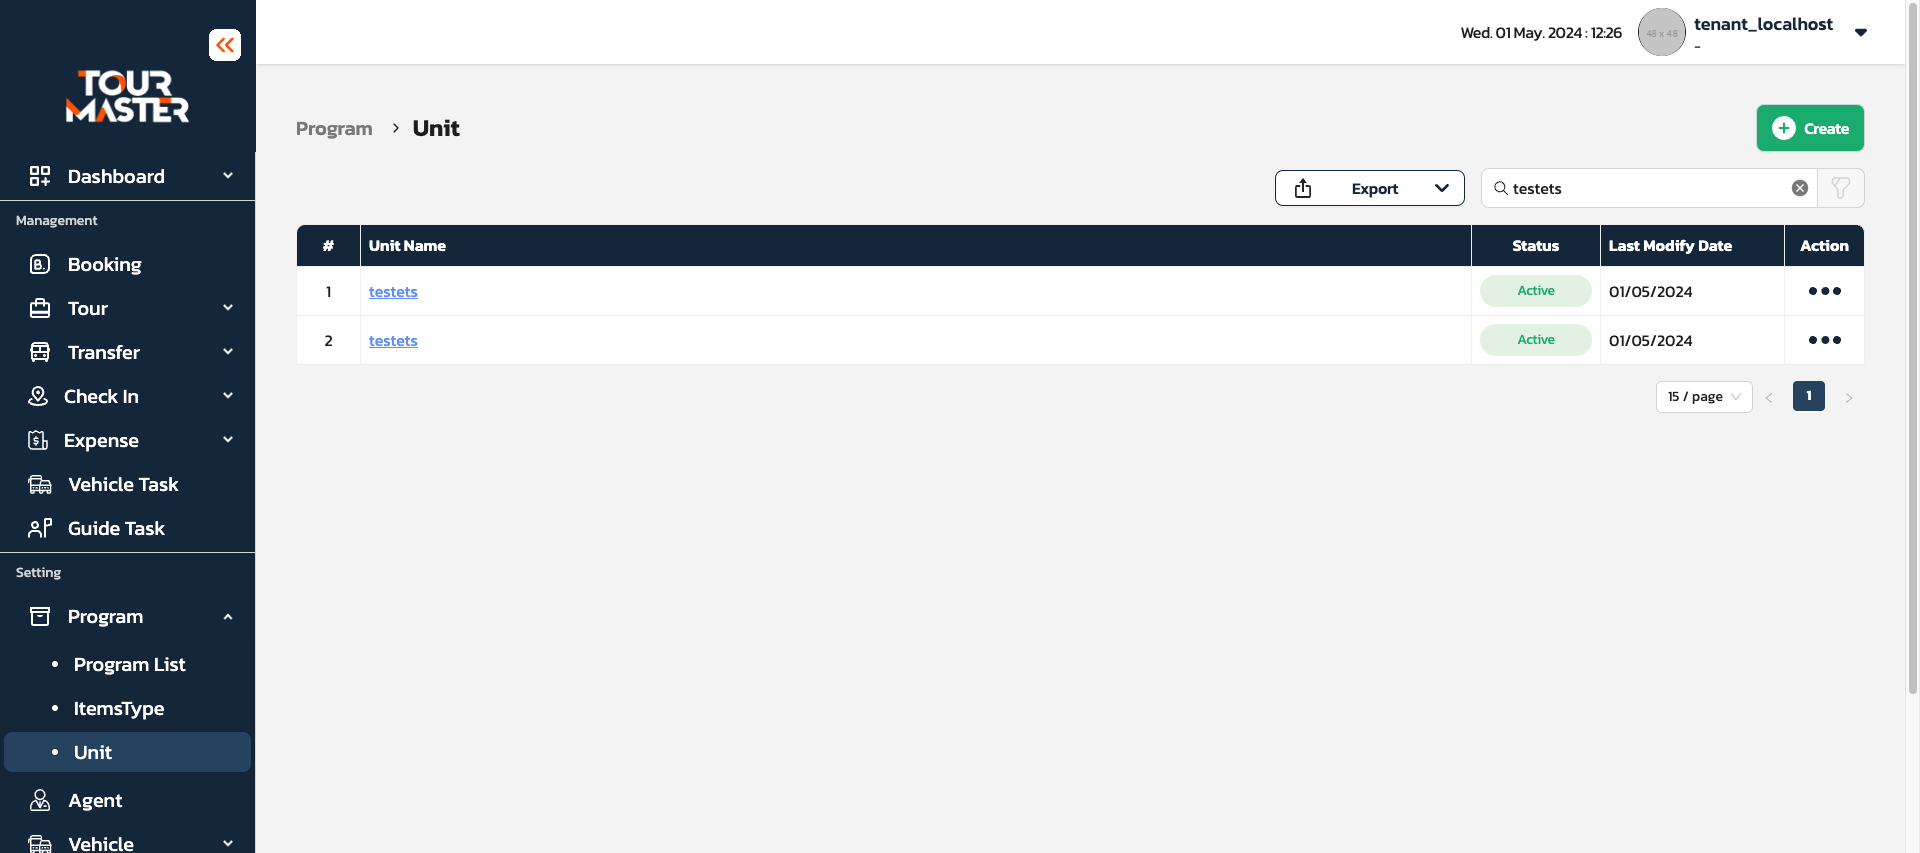 Wed. 01 May. 2024 : 12:26
48 x 48
tenant_localhost
-
TOUR
MASTER
Dashboard
Management
Booking
Tour
Transfer
Check In
Expense
Vehicle Task
Guide Task
Setting
Program
Program List
ItemsType
Unit
Agent
Vehicle
Program > Unit
Create
Export
testets
# Unit Name Status Last Modify Date Action
1 testets Active 01/05/2024
2 testets Active 01/05/2024
15 / page < 1 >